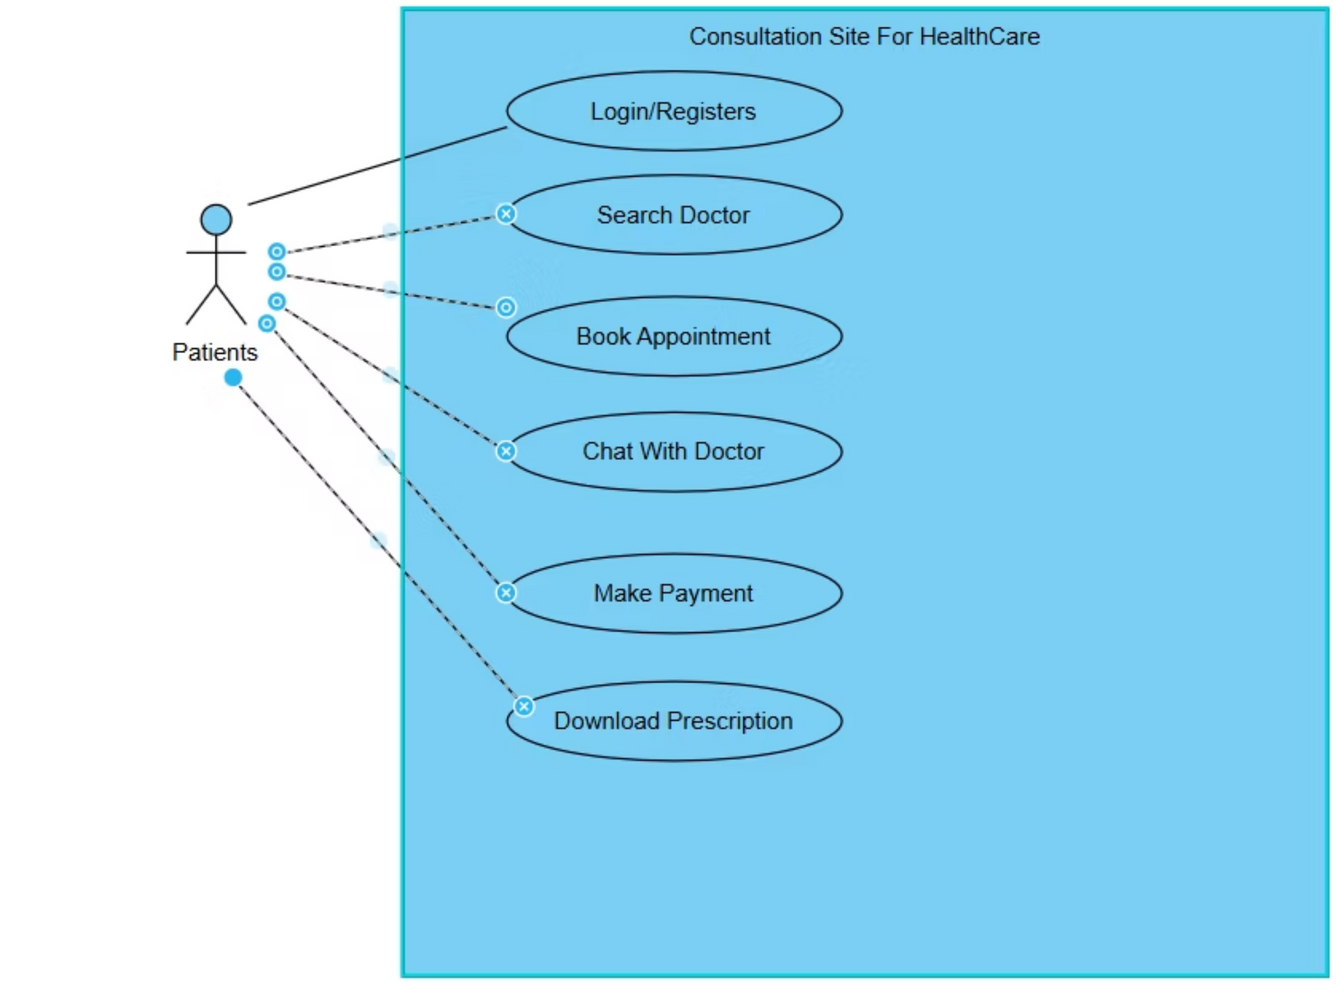 Consultation Site For HealthCare
Login/Registers
Search Doctor
Book Appointment
Patients
Chat With Doctor
Make Payment
Download Prescription